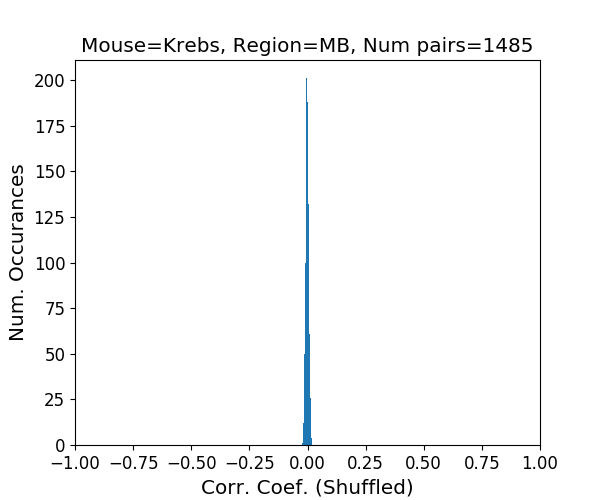 Mouse=Krebs, Region=MB, Num pairs=1485
200
175
150
125
100
75
50
25
0
Num. Occurances
−1.00 −0.75 −0.50 −0.25 0.00 0.25 0.50 0.75 1.00
Corr. Coef. (Shuffled)